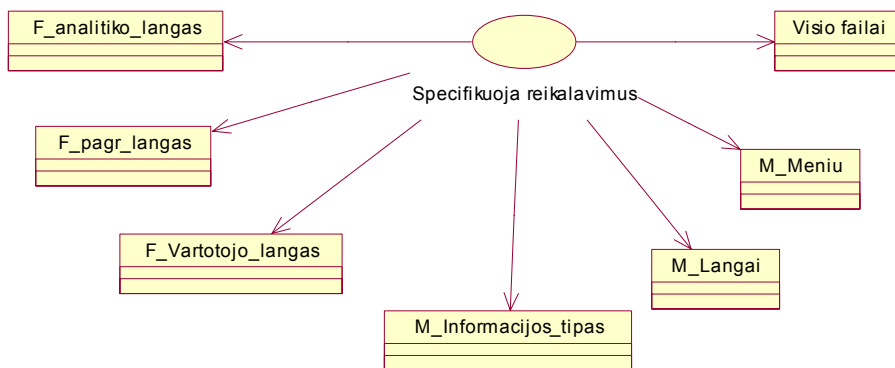 F_analitiko_langas
Visio failai
Specifikuoja reikalavimus
F_pagr_langas
M_Meniu
F_Vartotojo_langas
M_Langai
M_Informacijos_tipas